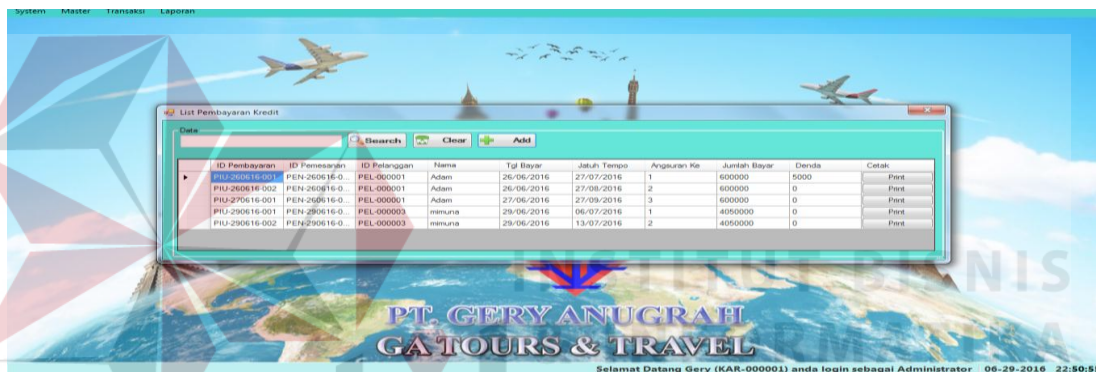 System Master Transaksi Laporan
List Pembayaran Kredit
Data
Search Clear Add
ID Pembayaran ID Pemesanan ID Pelanggan Nama Tgl Bayar Jatuh Tempo Angsuran Ke Jumlah Bayar Denda Cetak
PIU-260616-001 PEN-260616-0... PEL-000001 Adam 26/06/2016 27/07/2016 1 600000 5000 Print
PIU-260616-002 PEN-260616-0... PEL-000001 Adam 26/06/2016 27/08/2016 2 600000 0 Print
PIU-270616-001 PEN-260616-0... PEL-000001 Adam 27/06/2016 27/09/2016 3 600000 0 Print
PIU-290616-001 PEN-290616-0... PEL-000003 mimuna 29/06/2016 06/07/2016 1 4050000 0 Print
PIU-290616-002 PEN-290616-0... PEL-000003 mimuna 29/06/2016 13/07/2016 2 4050000 0 Print
INSTITUT BISNIS
PT. GERY ANUGRAH
GA TOURS & TRAVEL
Selamat Datang Gery (KAR-000001) anda login sebagai Administrator 06-29-2016 22:50:5